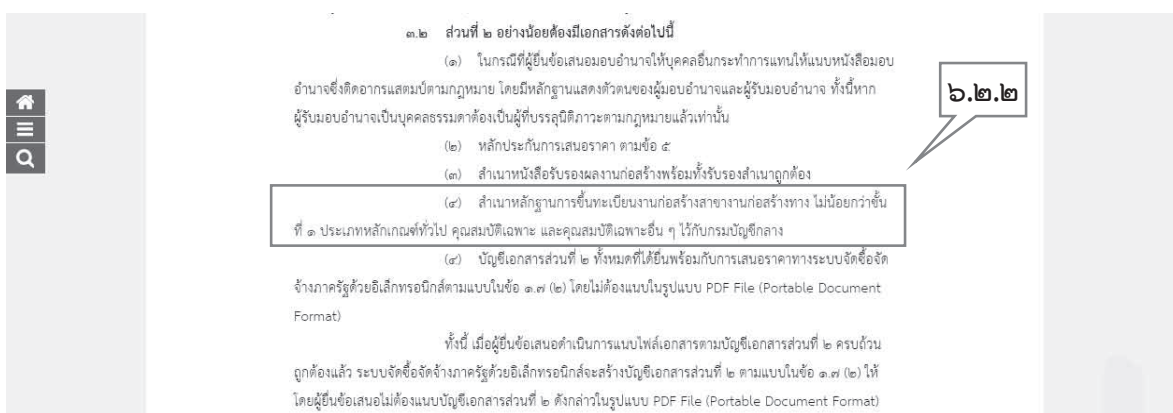 ๓.๒ ส่วนที่ ๒ อย่างน้อยต้องมีเอกสารดังต่อไปนี้
(๑) ในกรณีที่ผู้ยื่นข้อเสนอมอบอำนาจให้บุคคลอื่นกระทำการแทนให้แนบหนังสือมอบ
อำนาจซึ่งติดอากรแสตมป์ตามกฎหมาย โดยมีหลักฐานแสดงตัวตนของผู้มอบอำนาจและผู้รับมอบอำนาจ ทั้งนี้หาก
ผู้รับมอบอำนาจเป็นบุคคลธรรมดาต้องเป็นผู้ที่บรรลุนิติภาวะตามกฎหมายแล้วเท่านั้น
๖.๒.๒
(๒) หลักประกันการเสนอราคา ตามข้อ ๕
(๓) สำเนาหนังสือรับรองผลงานก่อสร้างพร้อมทั้งรับรองสำเนาถูกต้อง
(๔) สำเนาหลักฐานการขึ้นทะเบียนงานก่อสร้างสาขางานก่อสร้างทาง ไม่น้อยกว่าชั้น
ที่ ๑ ประเภทหลักเกณฑ์ทั่วไป คุณสมบัติเฉพาะ และคุณสมบัติเฉพาะอื่น ๆ ไว้กับกรมบัญชีกลาง
(๔) บัญชีเอกสารส่วนที่ ๒ ทั้งหมดที่ได้ยื่นพร้อมกับการเสนอราคาทางระบบจัดซื้อจัด
จ้างภาครัฐด้วยอิเล็กทรอนิกส์ตามแบบในข้อ ๑.๗ (๒) โดยไม่ต้องแนบในรูปแบบ PDF File (Portable Document
Format)
ทั้งนี้ เมื่อผู้ยื่นข้อเสนอดำเนินการแนบไฟล์เอกสารตามบัญชีเอกสารส่วนที่ ๒ ครบถ้วน
ถูกต้องแล้ว ระบบจัดซื้อจัดจ้างภาครัฐด้วยอิเล็กทรอนิกส์จะสร้างบัญชีเอกสารส่วนที่ ๒ ตามแบบในข้อ ๑.๗ (๒) ให้
โดยผู้ยื่นข้อเสนอไม่ต้องแนบบัญชีเอกสารส่วนที่ ๒ ดังกล่าวในรูปแบบ PDF File (Portable Document Format)